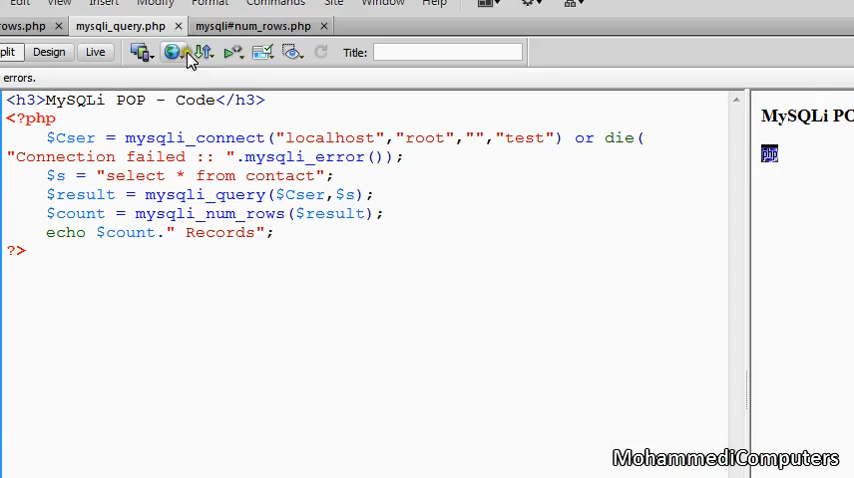 Edit View Insert Modify Format Commands Site Window Help
rows.php mysqli_query.php mysqli#num_rows.php
plit Design Live Title:
errors.
<h3>MySQLi POP - Code</h3>
<?php
$Cser = mysqli_connect("localhost","root","","test") or die(
"Connection failed :: ".mysqli_error());
$s = "select * from contact";
$result = mysqli_query($Cser,$s);
$count = mysqli_num_rows($result);
echo $count." Records";
?>
MySQLi PO
php
MohammediComputers